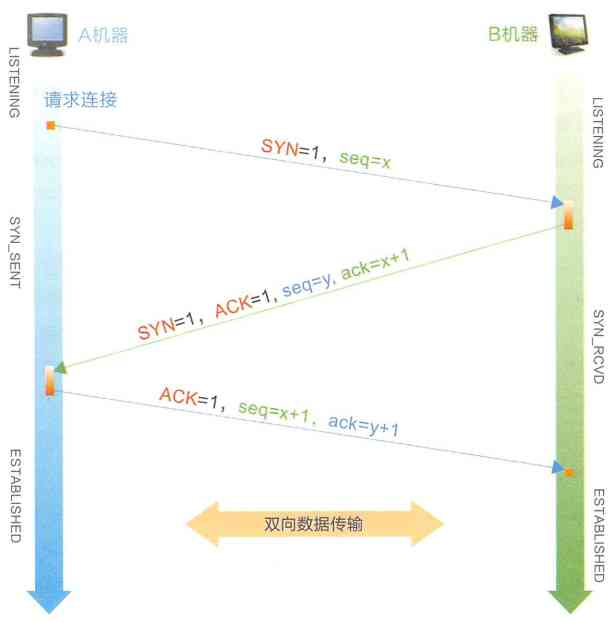 A机器
B机器
LISTENING
请求连接
LISTENING
SYN=1, seq=x
SYN_SENT
SYN=1, ACK=1, seq=y, ack=x+1
SYN_RCVD
ACK=1, seq=x+1, ack=y+1
ESTABLISHED
ESTABLISHED
双向数据传输